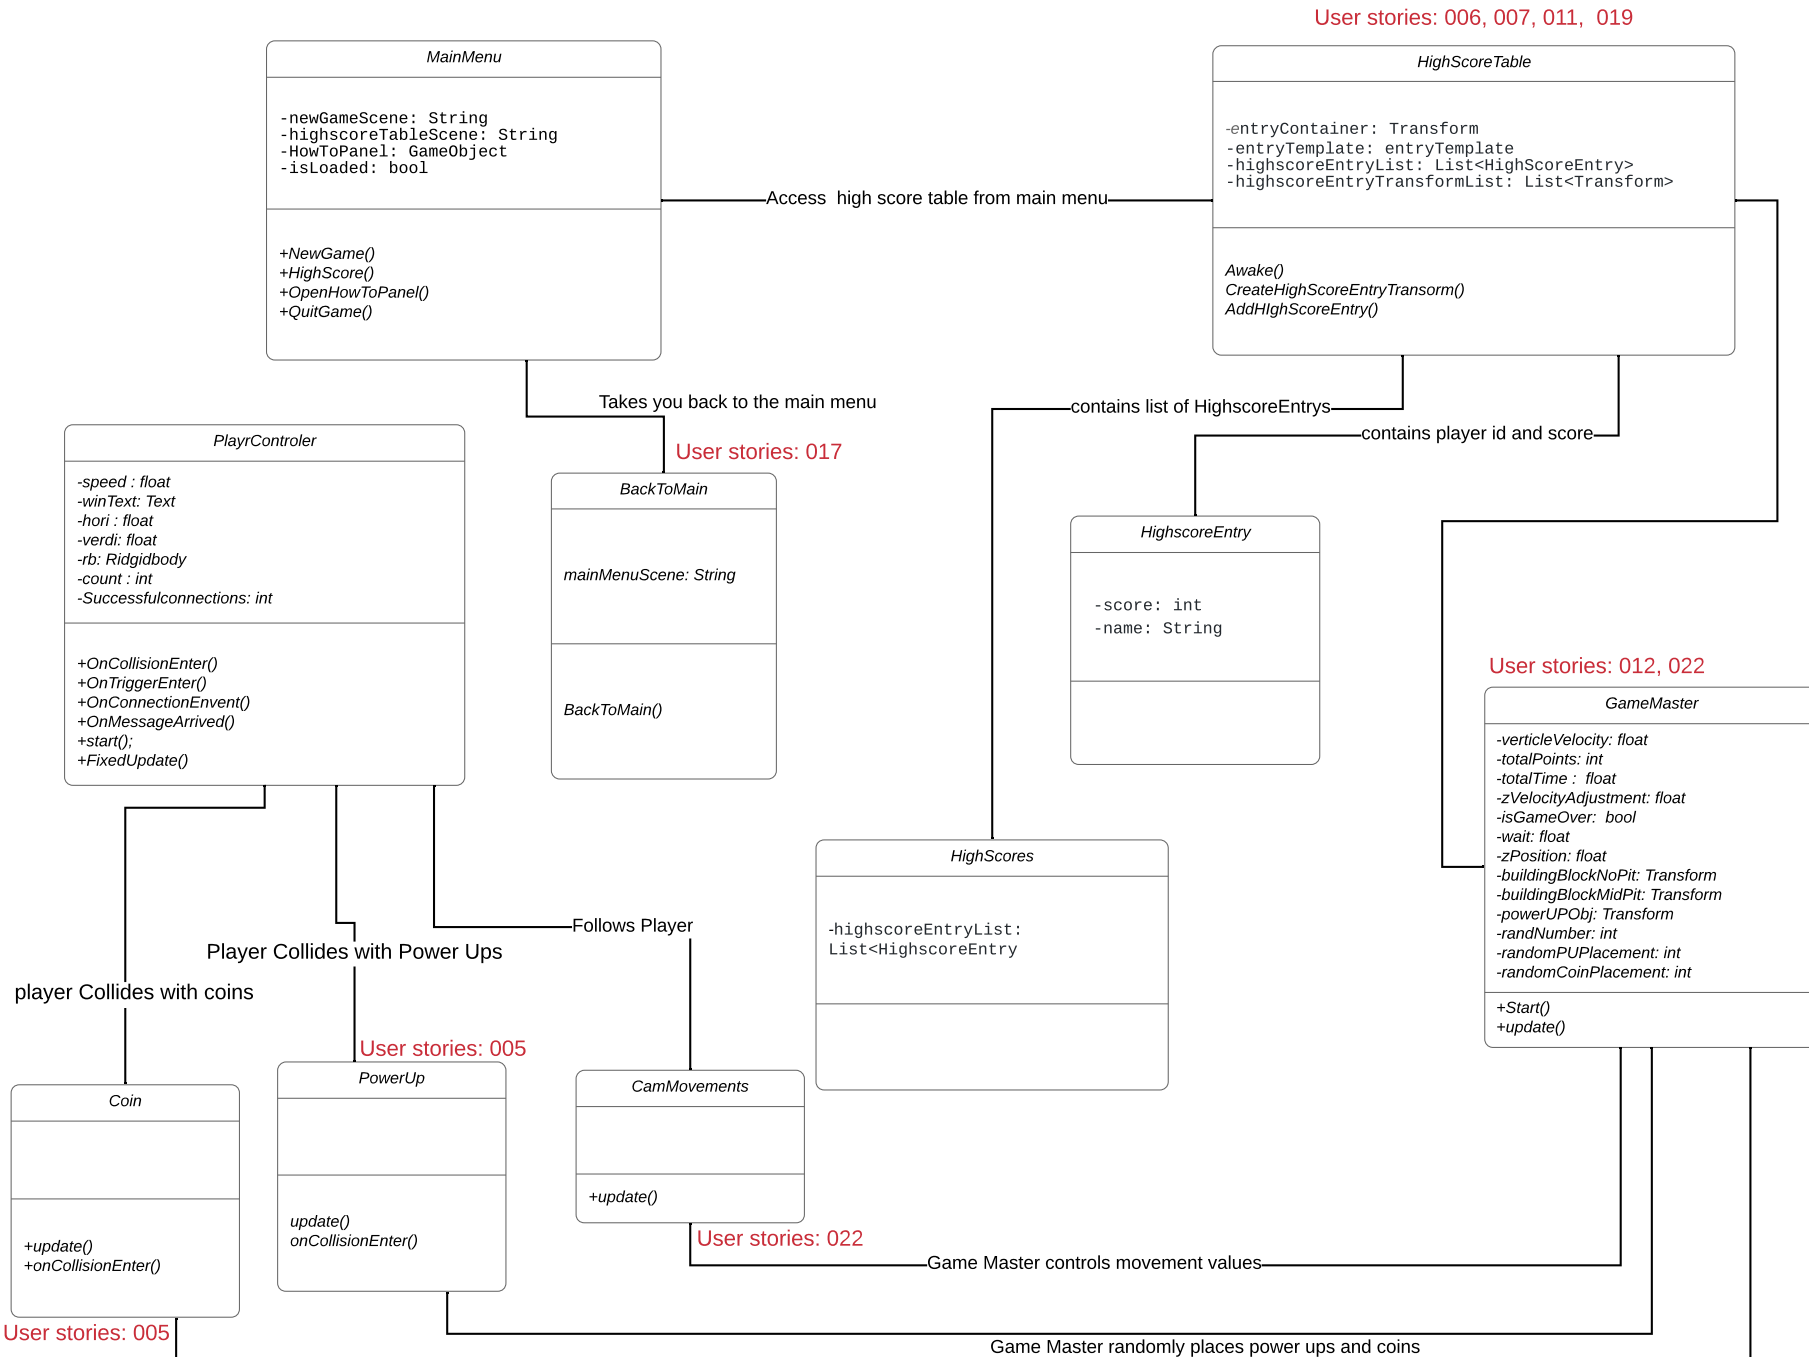 User stories: 006, 007, 011,  019
MainMenu
-newGameScene: String
-highscoreTableScene: String
-HowToPanel: GameObject
-isLoaded: bool
+NewGame()
+HighScore()
+OpenHowToPanel()
+QuitGame()
Access  high score table from main menu
HighScoreTable
-entryContainer: Transform
-entryTemplate: entryTemplate
-highscoreEntryList: List<HighScoreEntry>
-highscoreEntryTransformList: List<Transform>
Awake()
CreateHighScoreEntryTransorm()
AddHIghScoreEntry()
Takes you back to the main menu
contains list of HighscoreEntrys
contains player id and score
PlayrControler
-speed : float
-winText: Text
-hori : float
-verdi: float
-rb: Ridgidbody
-count : int
-Successfulconnections: int
+OnCollisionEnter()
+OnTriggerEnter()
+OnConnectionEnvent()
+OnMessageArrived()
+start();
+FixedUpdate()
User stories: 017
BackToMain
mainMenuScene: String
BackToMain()
HighscoreEntry
-score: int
-name: String
User stories: 012, 022
GameMaster
-verticleVelocity: float
-totalPoints: int
-totalTime :  float
-zVelocityAdjustment: float
-isGameOver:  bool
-wait: float
-zPosition: float
-buildingBlockNoPit: Transform
-buildingBlockMidPit: Transform
-powerUPObj: Transform
-randNumber: int
-randomPUPlacement: int
-randomCoinPlacement: int
+Start()
+update()
HighScores
-highscoreEntryList:
List<HighscoreEntry
Follows Player
Player Collides with Power Ups
player Collides with coins
User stories: 005
PowerUp
update()
onCollisionEnter()
CamMovements
+update()
User stories: 022
Coin
+update()
+onCollisionEnter()
User stories: 005
Game Master controls movement values
Game Master randomly places power ups and coins